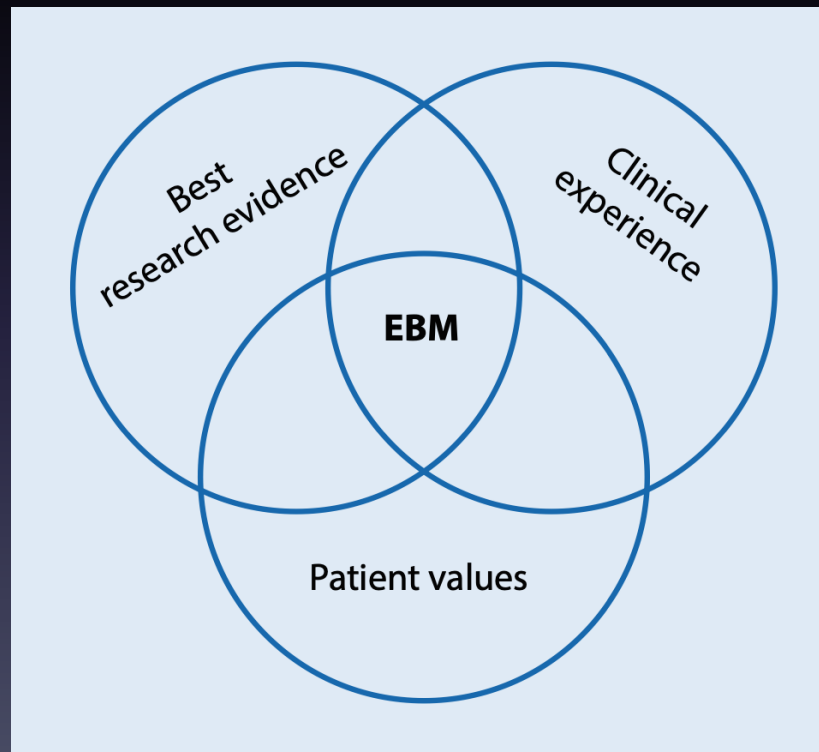 Best
research evidence
Clinical
experience
EBM
Patient values